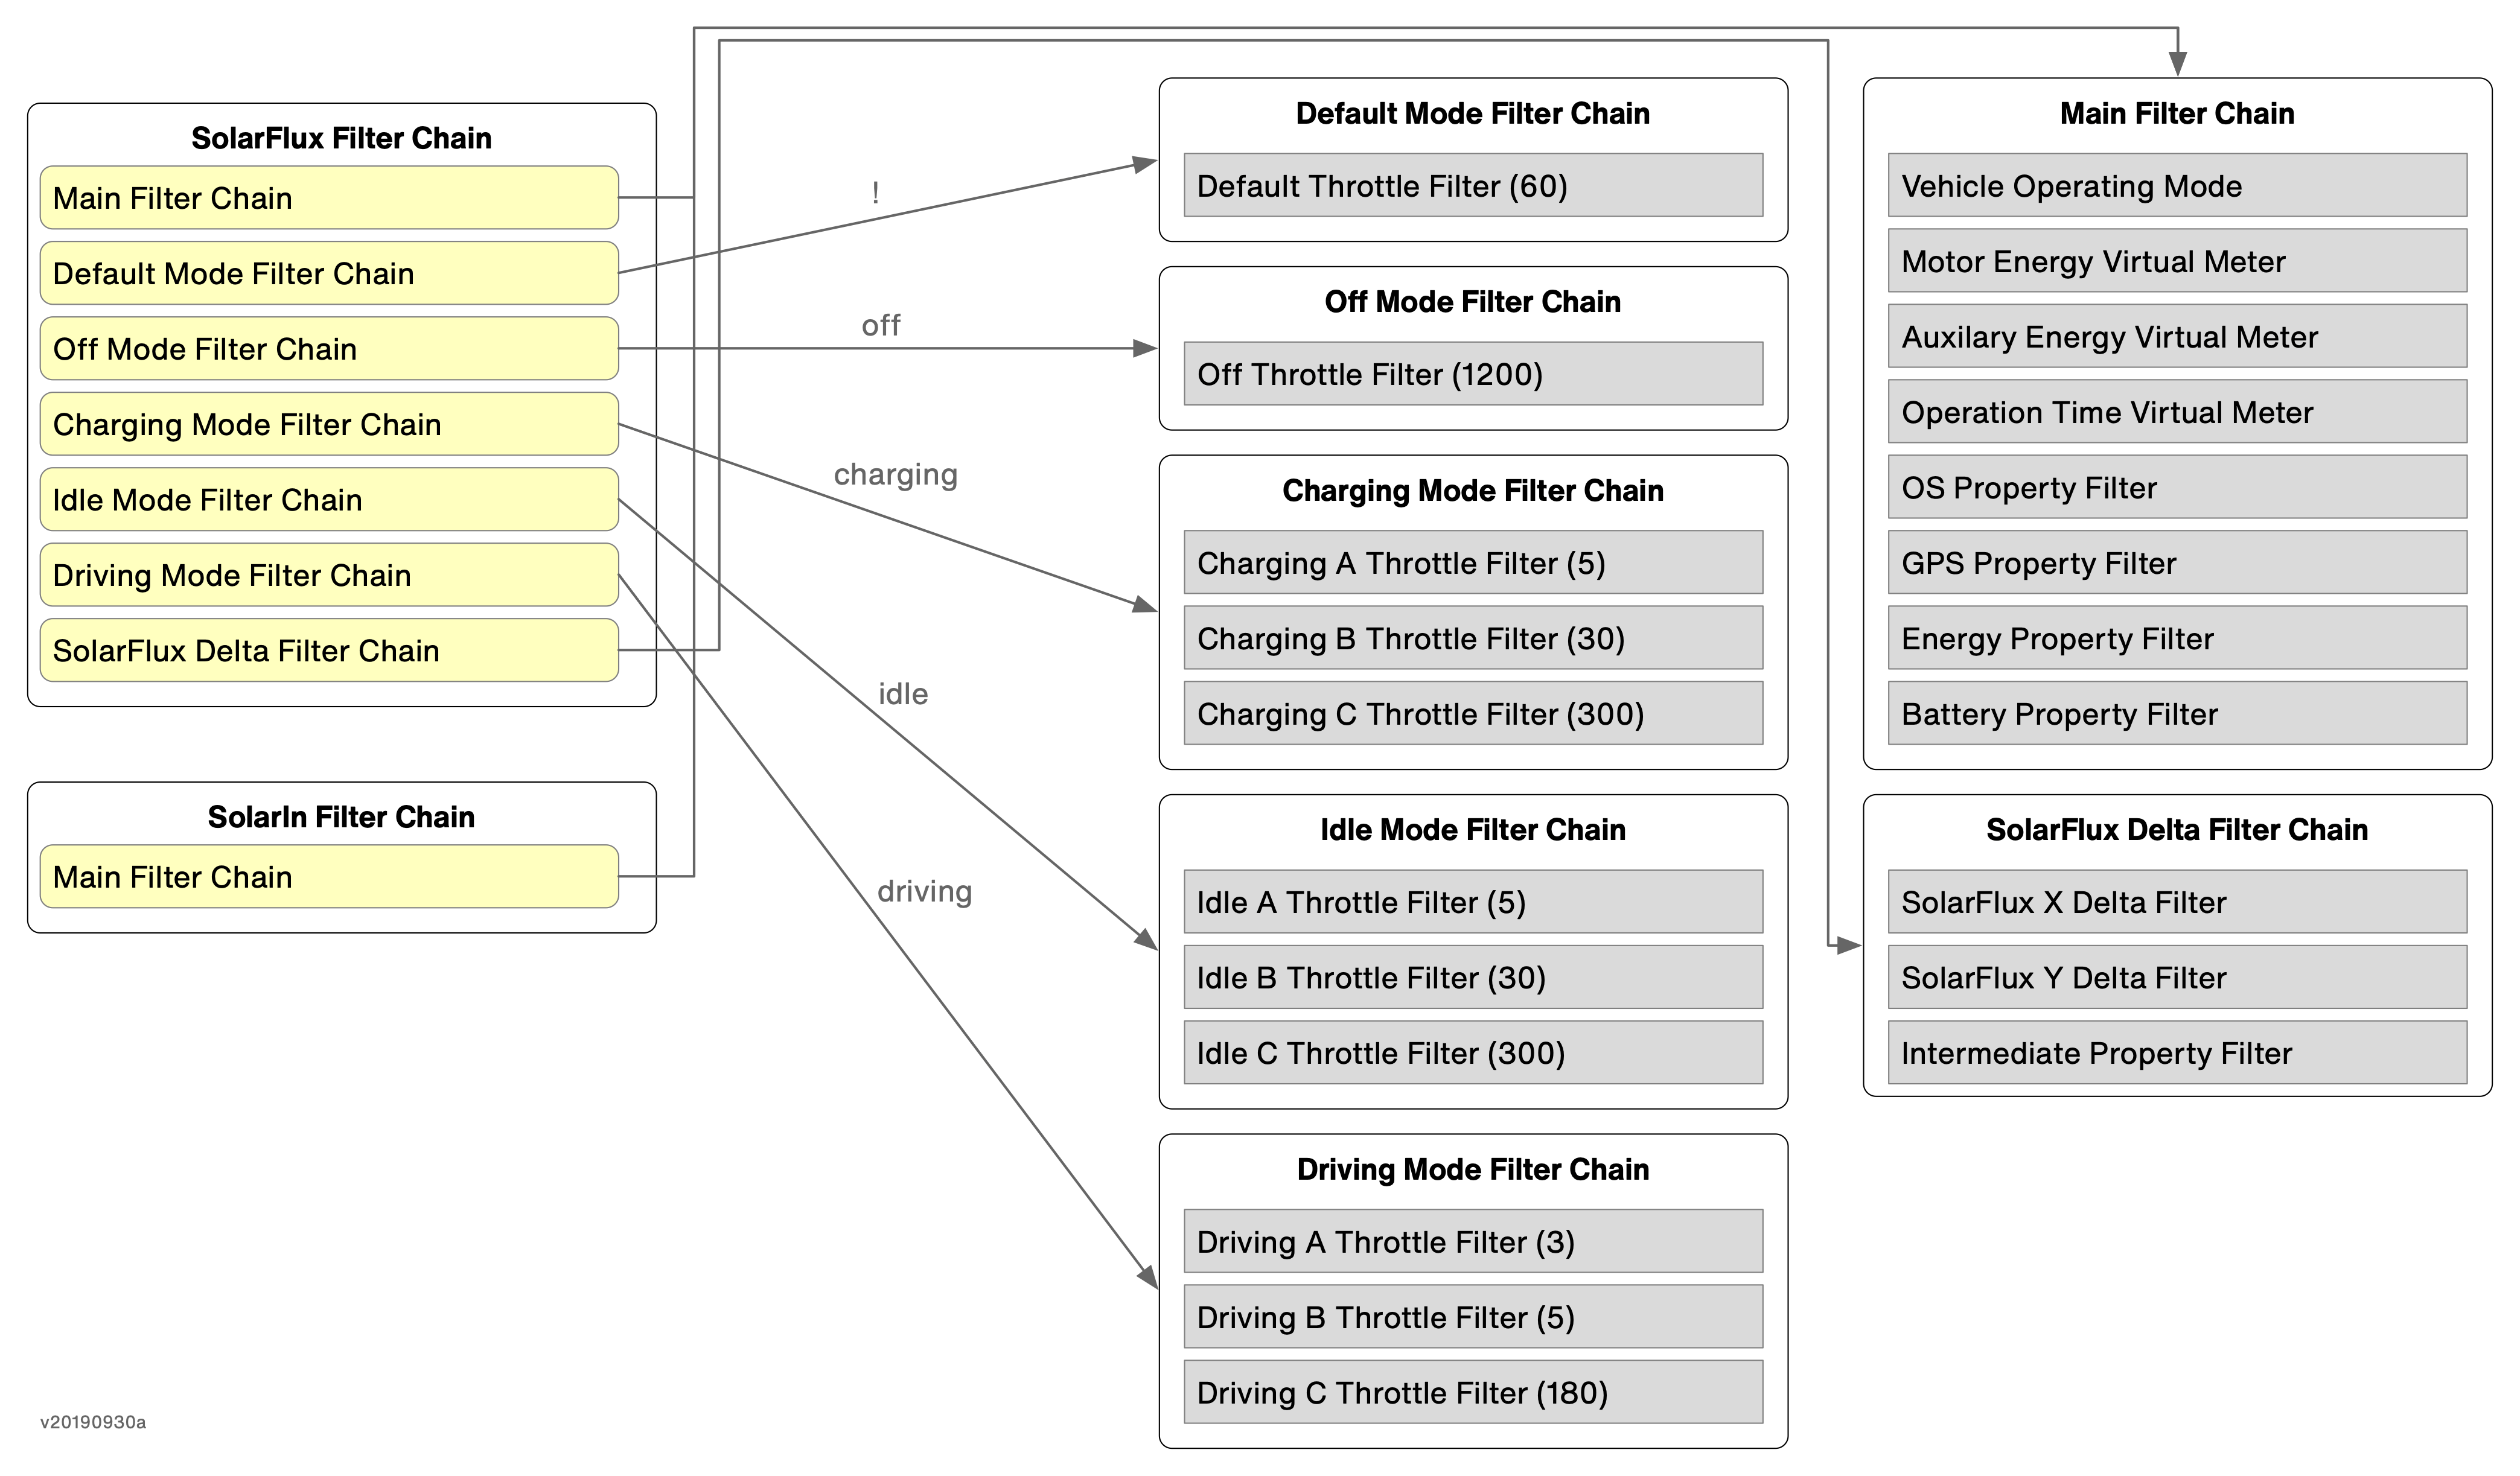 SolarFlux Filter Chain
Main Filter Chain
Default Mode Filter Chain
Off Mode Filter Chain
Charging Mode Filter Chain
Idle Mode Filter Chain
Driving Mode Filter Chain
SolarFlux Delta Filter Chain
SolarIn Filter Chain
Main Filter Chain
!
off
charging
idle
driving
Default Mode Filter Chain
Default Throttle Filter (60)
Off Mode Filter Chain
Off Throttle Filter (1200)
Charging Mode Filter Chain
Charging A Throttle Filter (5)
Charging B Throttle Filter (30)
Charging C Throttle Filter (300)
Idle Mode Filter Chain
Idle A Throttle Filter (5)
Idle B Throttle Filter (30)
Idle C Throttle Filter (300)
Driving Mode Filter Chain
Driving A Throttle Filter (3)
Driving B Throttle Filter (5)
Driving C Throttle Filter (180)
Main Filter Chain
Vehicle Operating Mode
Motor Energy Virtual Meter
Auxilary Energy Virtual Meter
Operation Time Virtual Meter
OS Property Filter
GPS Property Filter
Energy Property Filter
Battery Property Filter
SolarFlux Delta Filter Chain
SolarFlux X Delta Filter
SolarFlux Y Delta Filter
Intermediate Property Filter
v20190930a